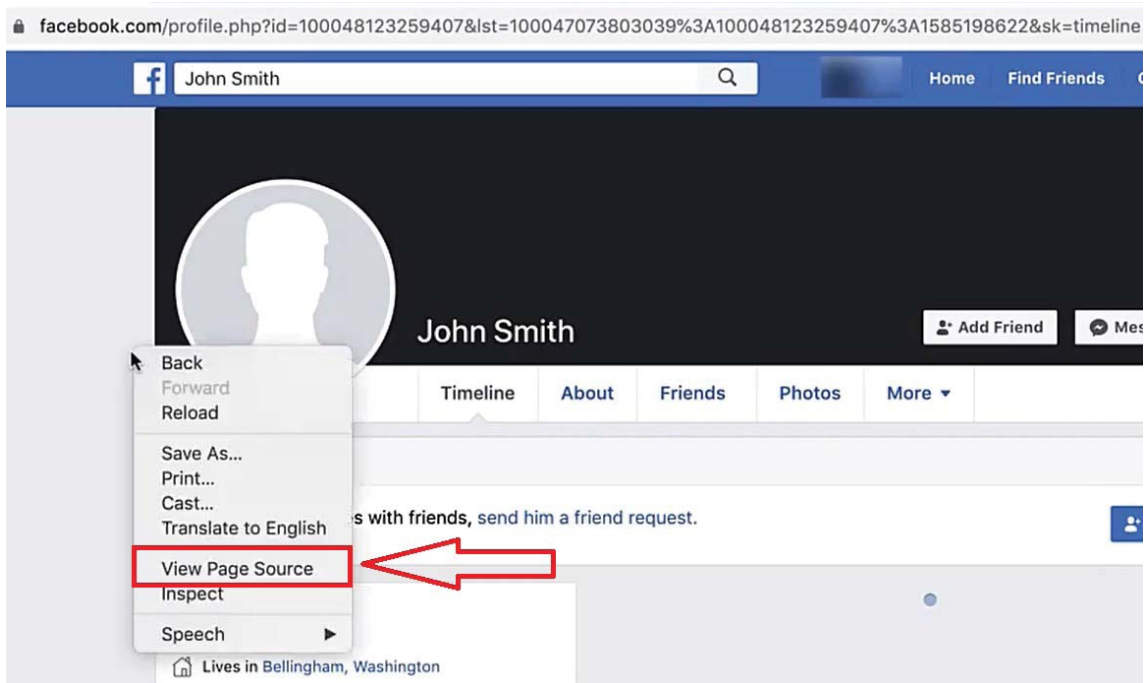 facebook.com/profile.php?id=100048123259407&lst=100047073803039%3A100048123259407%3A1585198622&sk=timeline
f John Smith Home Find Friends
John Smith
Add Friend
Back
Forward
Reload
Save As...
Print...
Cast...
Translate to English
View Page Source
Inspect
Speech
Timeline About Friends Photos More
with friends, send him a friend request.
Lives in Bellingham, Washington